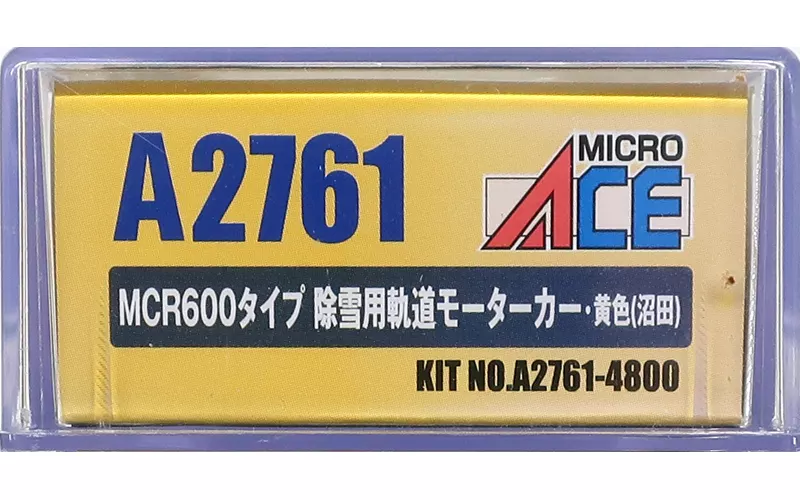 A2761
MICRO
ACE
MCR600タイプ 除雪用軌道モーターカー・黄色(沼田)
KIT NO.A2761-4800